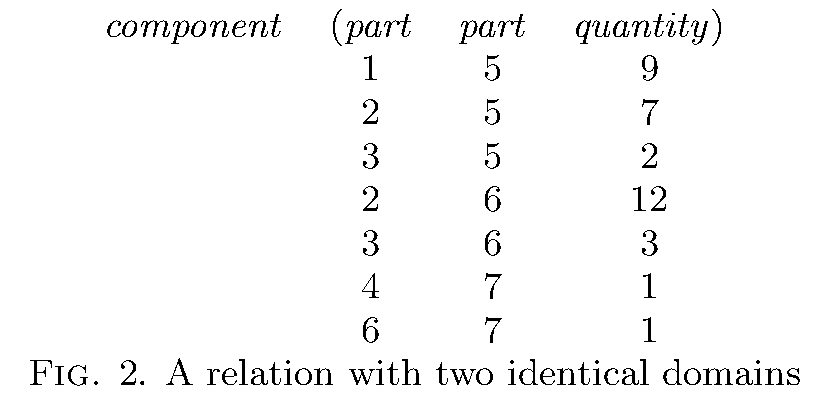 component (part part quantity)
1 5 9
2 5 7
3 5 2
2 6 12
3 6 3
4 7 1
6 7 1
Fig. 2. A relation with two identical domains